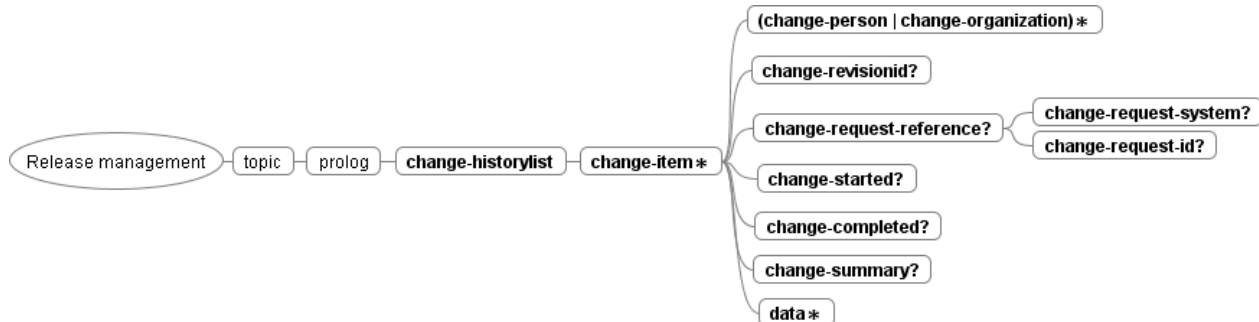 Release management
topic
prolog
change-historylist
change-item*
(change-person | change-organization)*
change-revisionid?
change-request-reference?
change-request-system?
change-request-id?
change-started?
change-completed?
change-summary?
data*